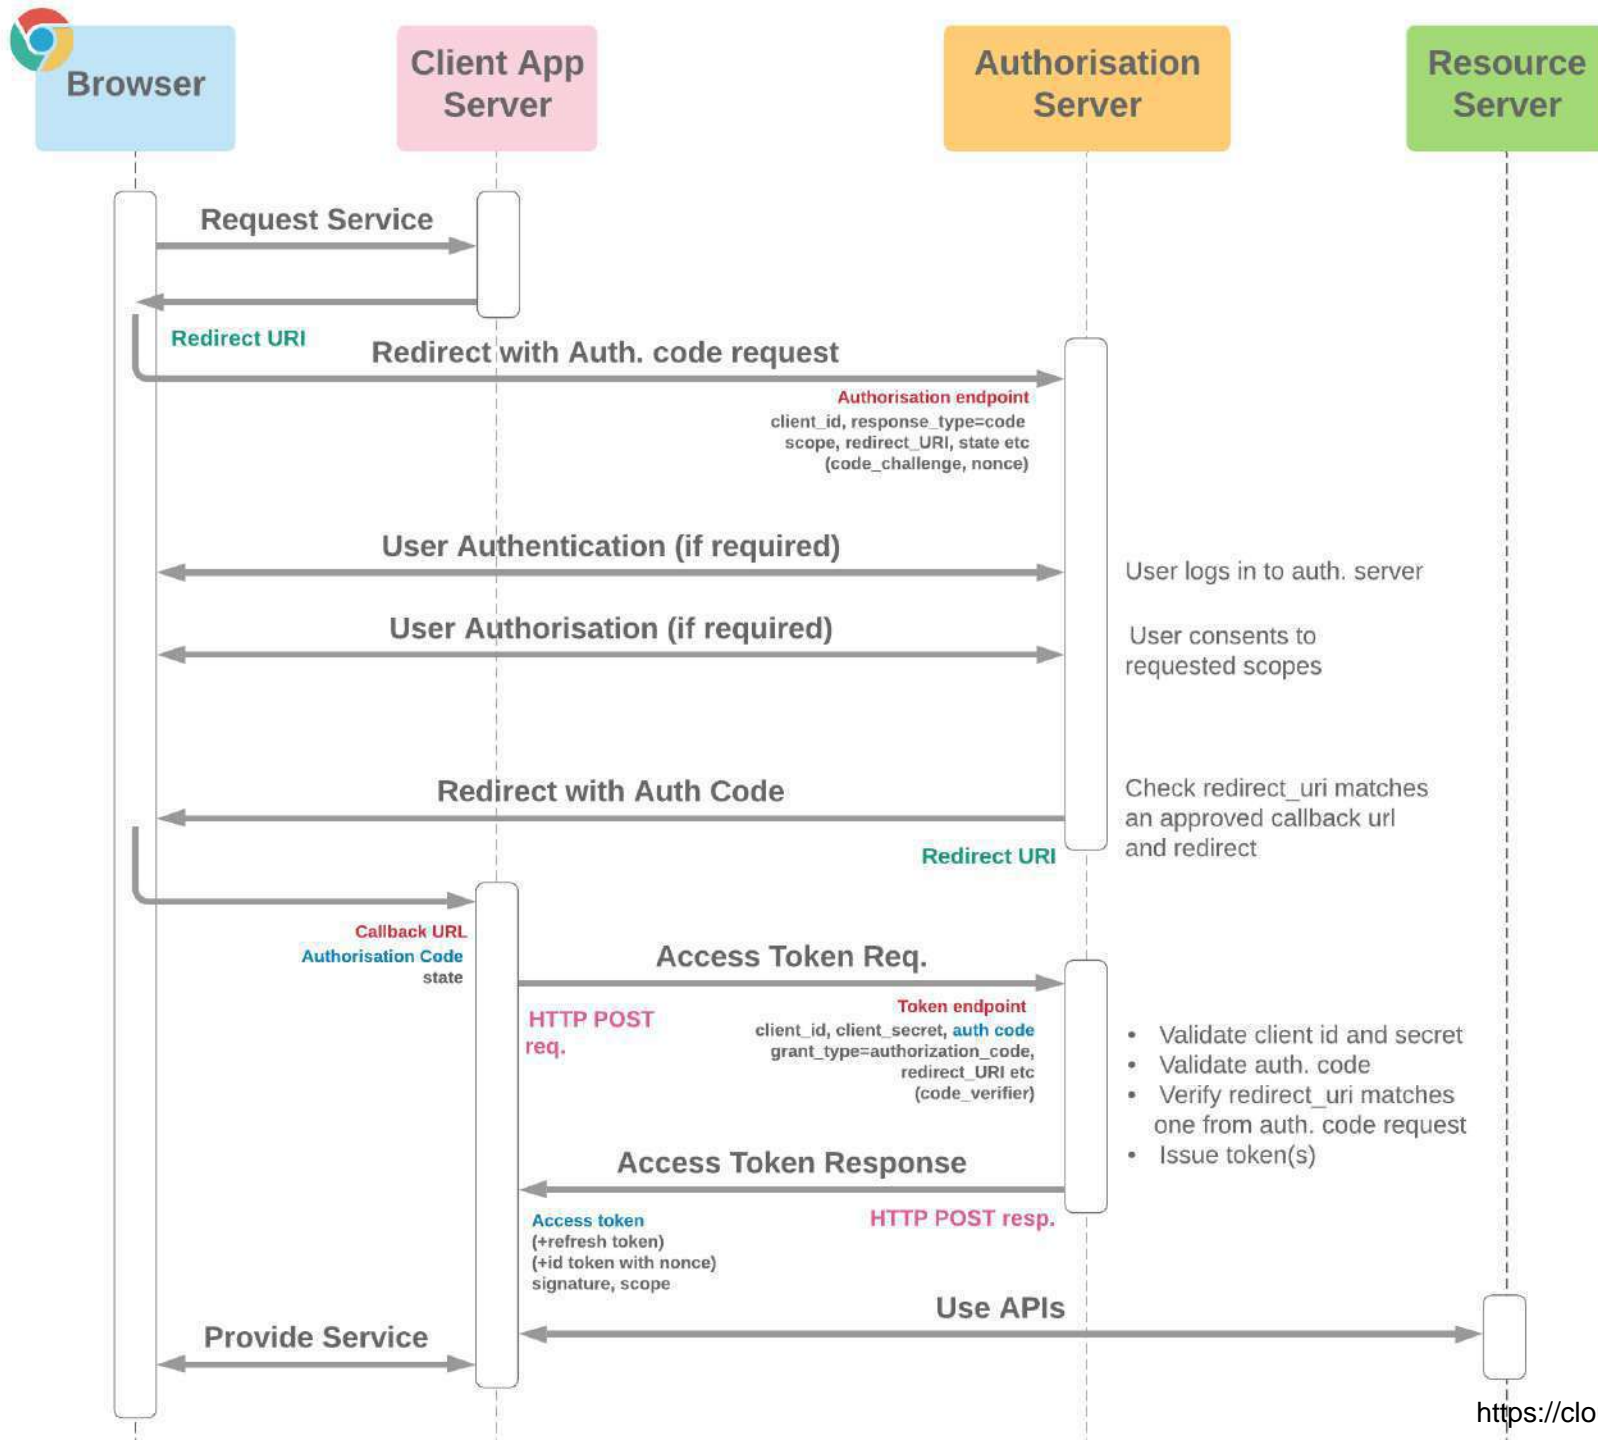 Browser
Client App
Server
Authorisation
Server
Resource
Server
Request Service
Redirect URI
Redirect with Auth. code request
Authorisation endpoint
client_id, response_type=code
scope, redirect_URI, state etc
(code_challenge, nonce)
User Authentication (if required)
User logs in to auth. server
User Authorisation (if required)
User consents to
requested scopes
Redirect with Auth Code
Check redirect_uri matches
an approved callback url
and redirect
Redirect URI
Callback URL
Authorisation Code
state
Access Token Req.
HTTP POST
req.
Token endpoint
client_id, client_secret, auth code
grant_type=authorization_code,
redirect_URI etc
(code_verifier)
• Validate client id and secret
• Validate auth. code
• Verify redirect_uri matches
one from auth. code request
• Issue token(s)
Access Token Response
HTTP POST resp.
Access token
(+refresh token)
(+id token with nonce)
signature, scope
Use APIs
Provide Service
https://clo